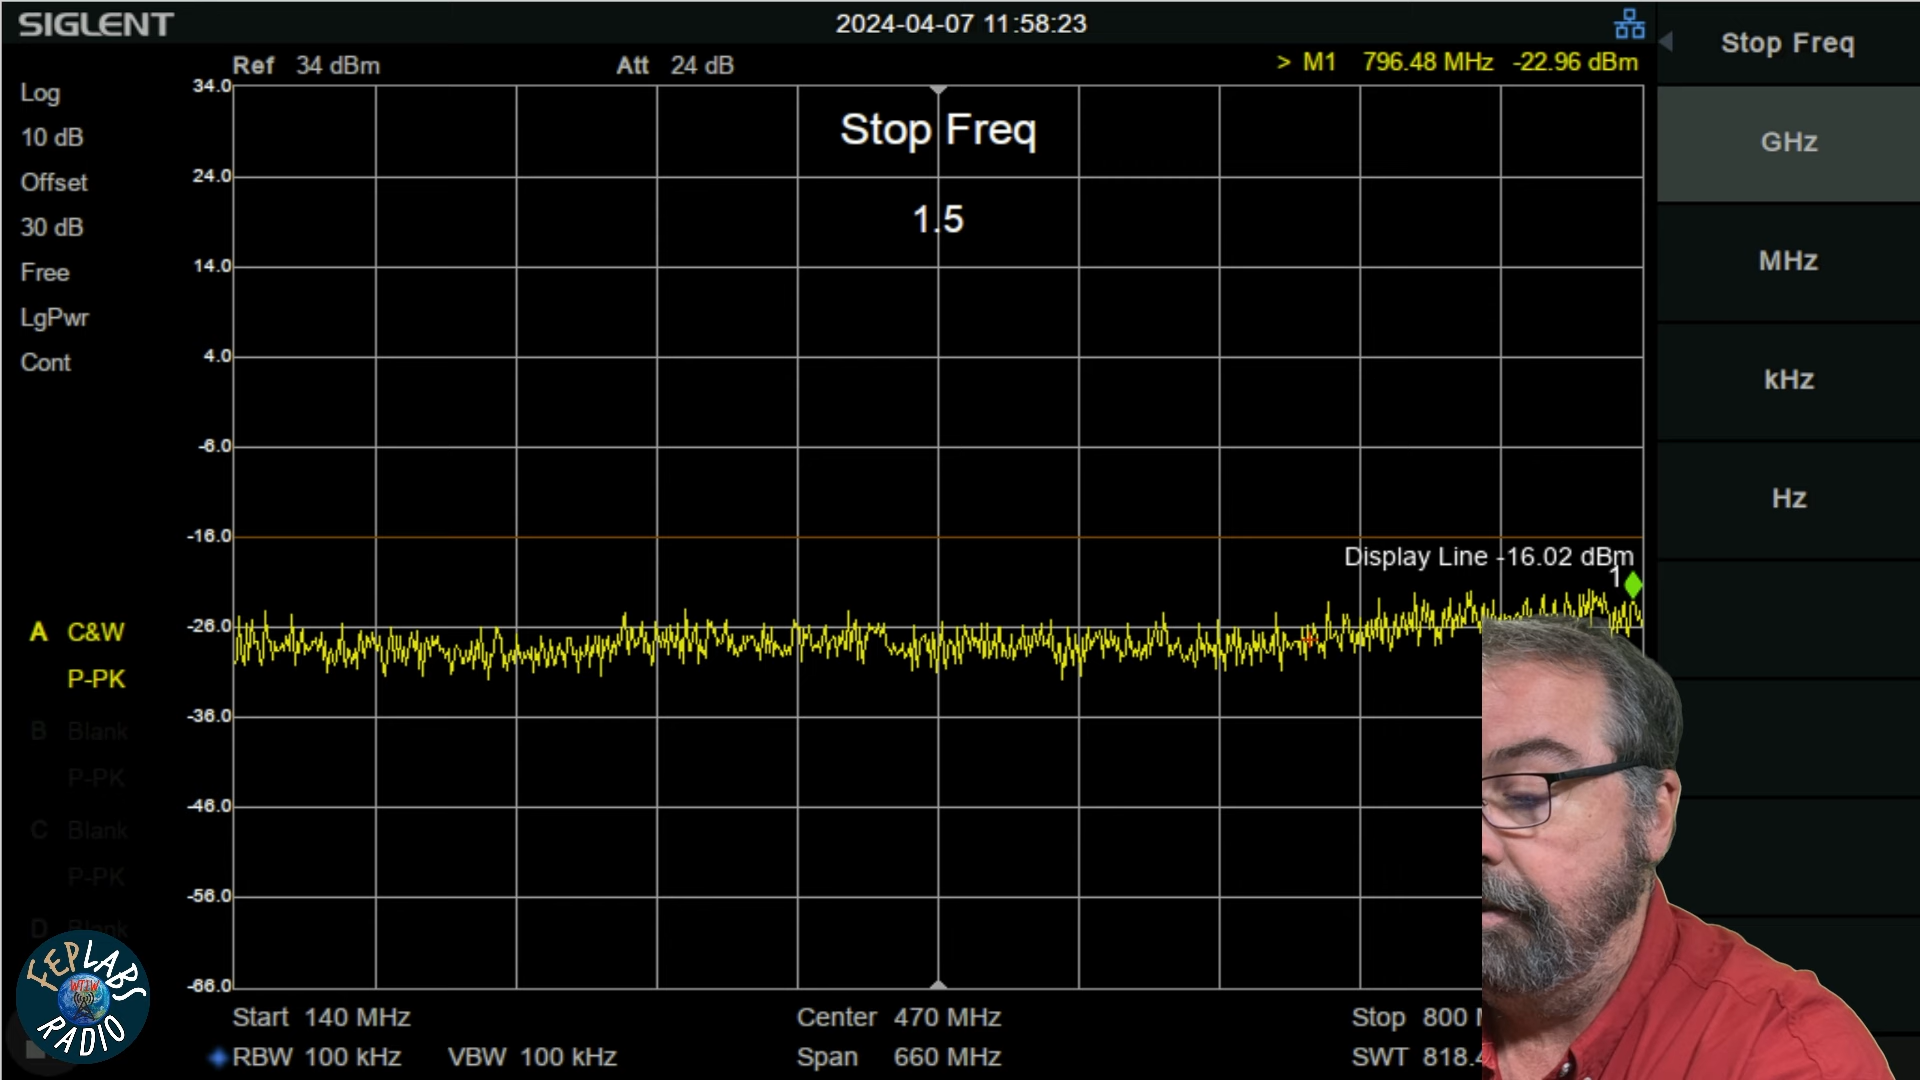 SIGLENT
2024-04-07 11:58:23
Stop Freq
Ref 34 dBm
Att 24 dB
> M1 796.48 MHz -22.96 dBm
Log
10 dB
Offset
30 dB
Free
LgPwr
Cont
A C&W
P-PK
B Blank
P-PK
C Blank
P-PK
D Blank
34.0
24.0
14.0
4.0
-6.0
-16.0
-26.0
-36.0
-46.0
-56.0
-66.0
Stop Freq
1.5
Display Line -16.02 dBm
1
GHz
MHz
kHz
Hz
Start 140 MHz
Center 470 MHz
Stop 800
RBW 100 kHz
VBW 100 kHz
Span 660 MHz
SWT 818.4
FEPLABS
RADIO